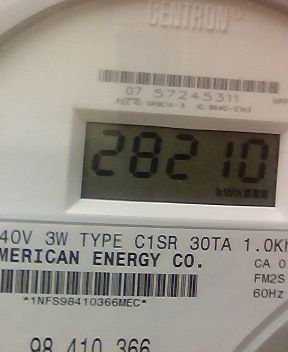 CENTRON
07 57245311
28210
kWh
40V 3W TYPE C1SR 30TA 1.0K
MERICAN ENERGY CO.
CA 0
FM2S
60Hz
*1NFS98410366MEC*
98 410 366